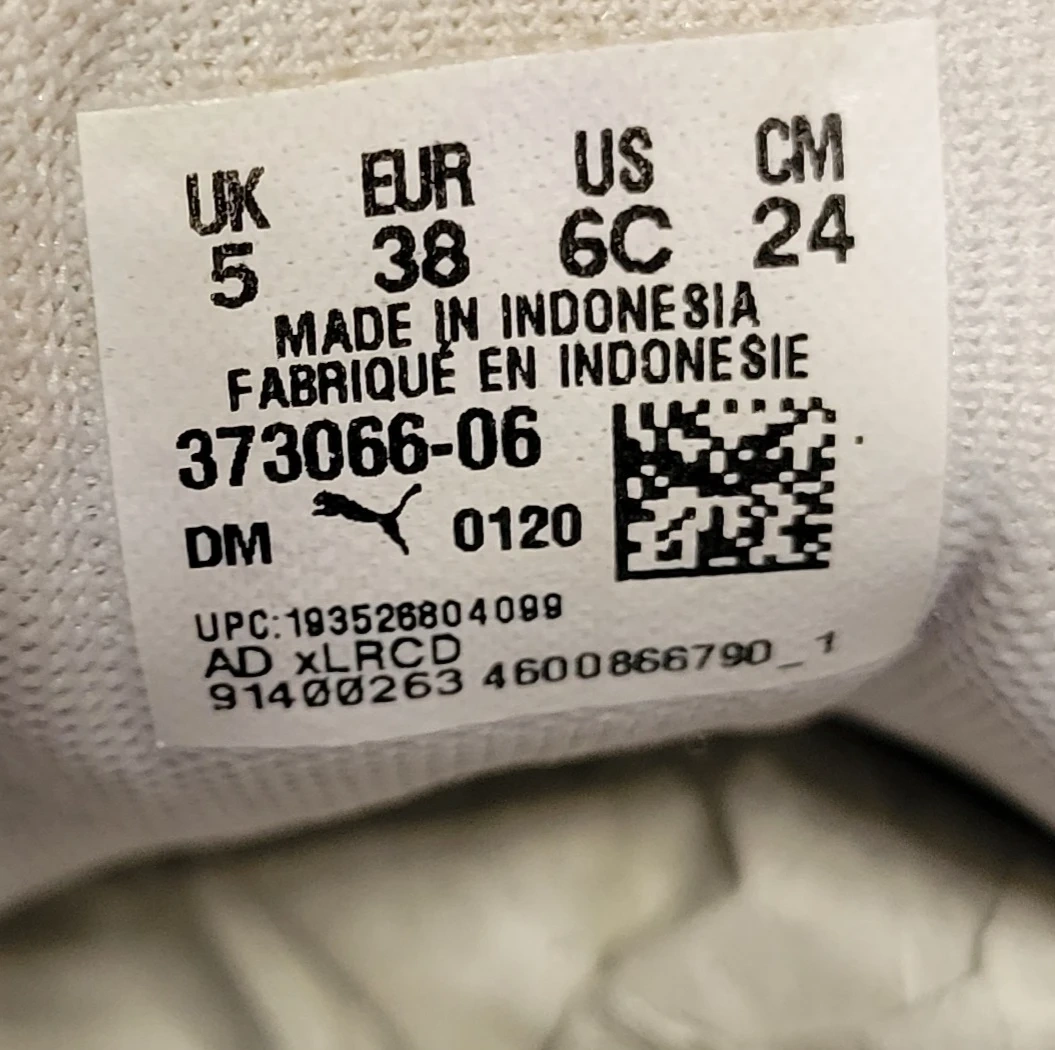 UK EUR US CM
5 38 6C 24
MADE IN INDONESIA
FABRIQUÉ EN INDONESIE
373066-06
DM 0120
UPC:193526804099
AD xLRCD
91400263 4600866790_1